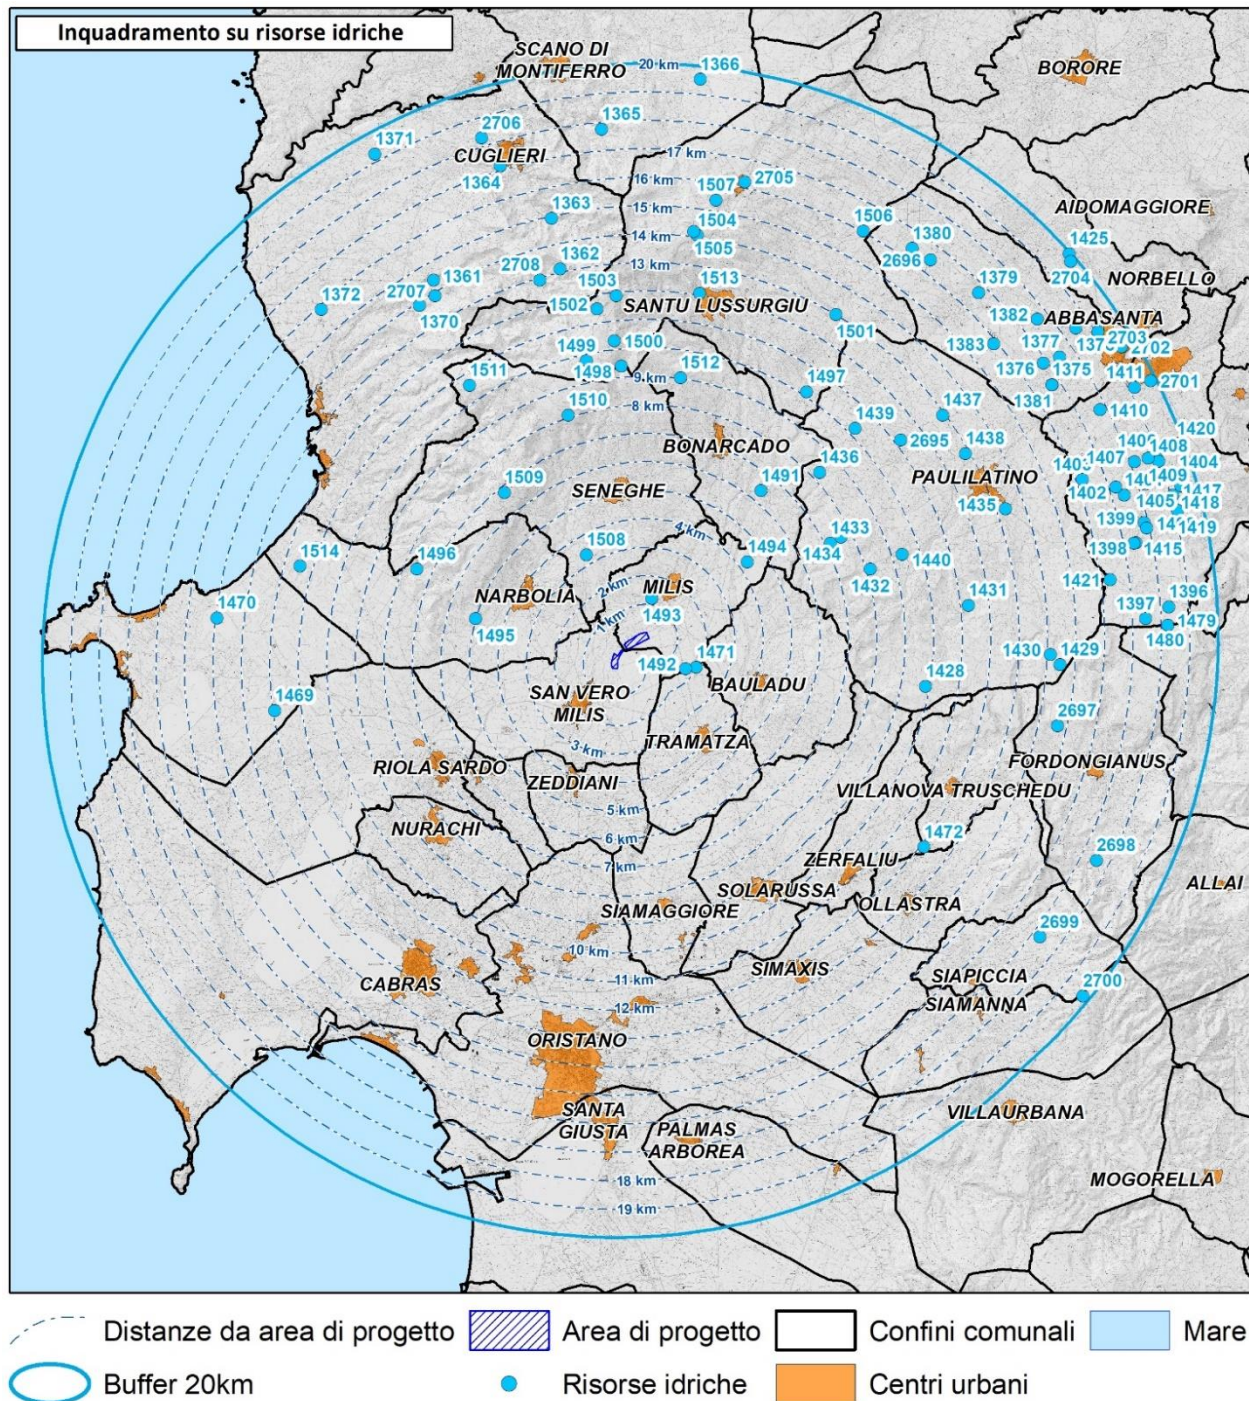 Inquadramento su risorse idriche
SCANO DI
MONTIFERRO
20 km
1366
BORORE
1365
2706
1371
CUGLIERI
17 km
1364
16 km
2705
1507
15 km
1363
1504
1506
AIDOMAGGIORE
14 km
1505
1380
1425
13 km
1362
2696
2708
1361
1503
1513
1379
2704
NORBELLO
1372
2707
1370
1502
SANTU LUSSURGIU
1501
1382
ABBASANTA
1500
1383
1377
2703
2702
1499
1498
1512
1376
1375
1411
2701
1511
9 km
1497
1381
1510
8 km
1439
1437
1410
1420
BONARCADO
2695
1438
1407
1408
1404
1436
PAULILATINO
1409
SENEGHE
1491
1402
1417
1509
1435
1405
1418
4 km
1433
1399
1419
1508
1494
1434
1398
1415
1514
1496
1440
MILIS
1432
1421
2 km
NARBOLIA
1431
1396
1470
1493
1397
1479
1495
1 km
1480
1430
1429
1492
1471
BAULADU
1428
SAN VERO
MILIS
1469
2697
3 km
TRAMATZA
RIOLA SARDO
FORDONGIANUS
ZEDDIANI
VILLANOVA TRUSCHEDU
5 km
NURACHI
6 km
1472
7 km
ZERFALIU
2698
SOLARUSSA
ALLAI
SIAMAGGIORE
OLLASTRA
2699
10 km
SIMAXIS
SIAPICCIA
11 km
CABRAS
2700
12 km
SIAMANNA
ORISTANO
SANTA
GIUSTA
PALMAS
ARBOREA
VILLAURBANA
18 km
MOGORELLA
19 km
Distanze da area di progetto
Area di progetto
Confini comunali
Mare
Buffer 20km
Risorse idriche
Centri urbani